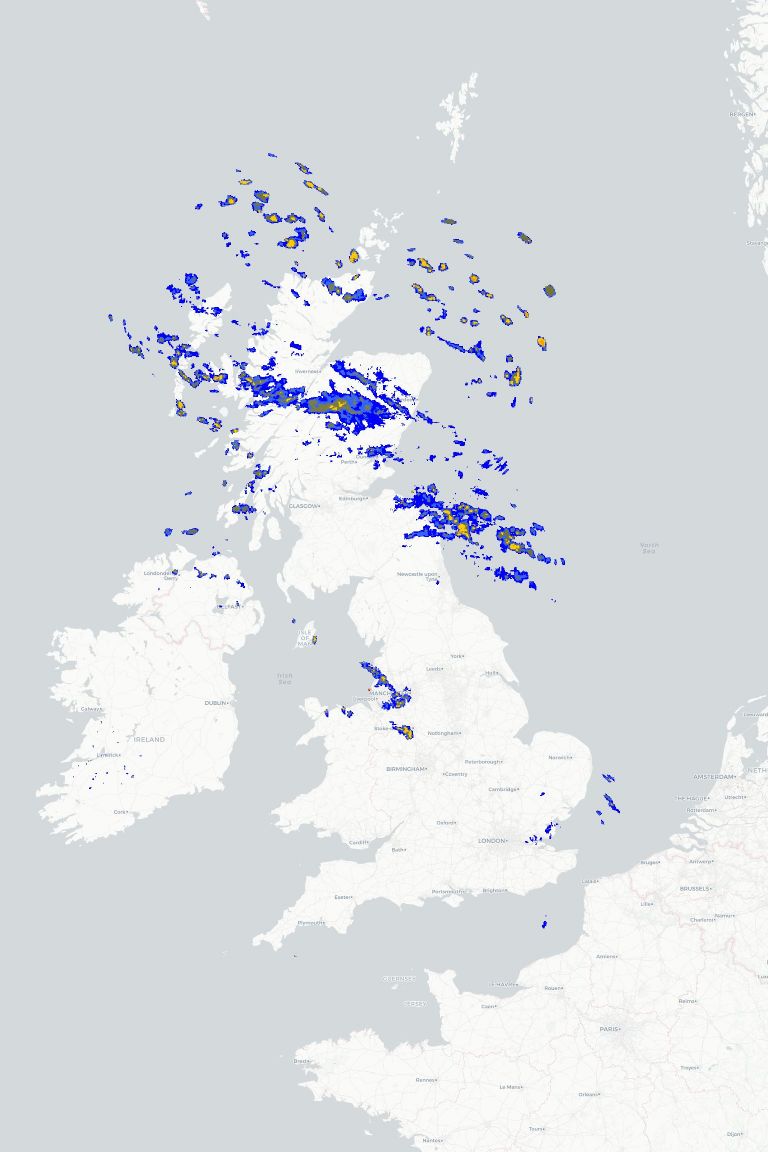 BERGEN
Stavanger
Inverness
Perth
Edinburgh
GLASGOW
North
Sea
Newcastle upon
Tyne
BELFAST
ISLE
OF
MAN
York
Leeds
Hull
Irish
Sea
Liverpool
DUBLIN
Galway
IRELAND
Limerick
Cork
Nottingham
Peterborough
Norwich
BIRMINGHAM
Coventry
Cambridge
AMSTERDAM
THE HAGUE
Utrecht
Rotterdam
Oxford
LONDON
Cardiff
Bath
Bruges
Antwerp
Exeter
Portsmouth
Brighton
Calais
BRUSSELS
Lille
Plymouth
Charleroi
Namur
Amiens
GUERNSEY
JERSEY
LE HAVRE
Rouen
Caen
Reims
PARIS
Brest
Rennes
Le Mans
Orléans
Troyes
Tours
Nantes
Dijon